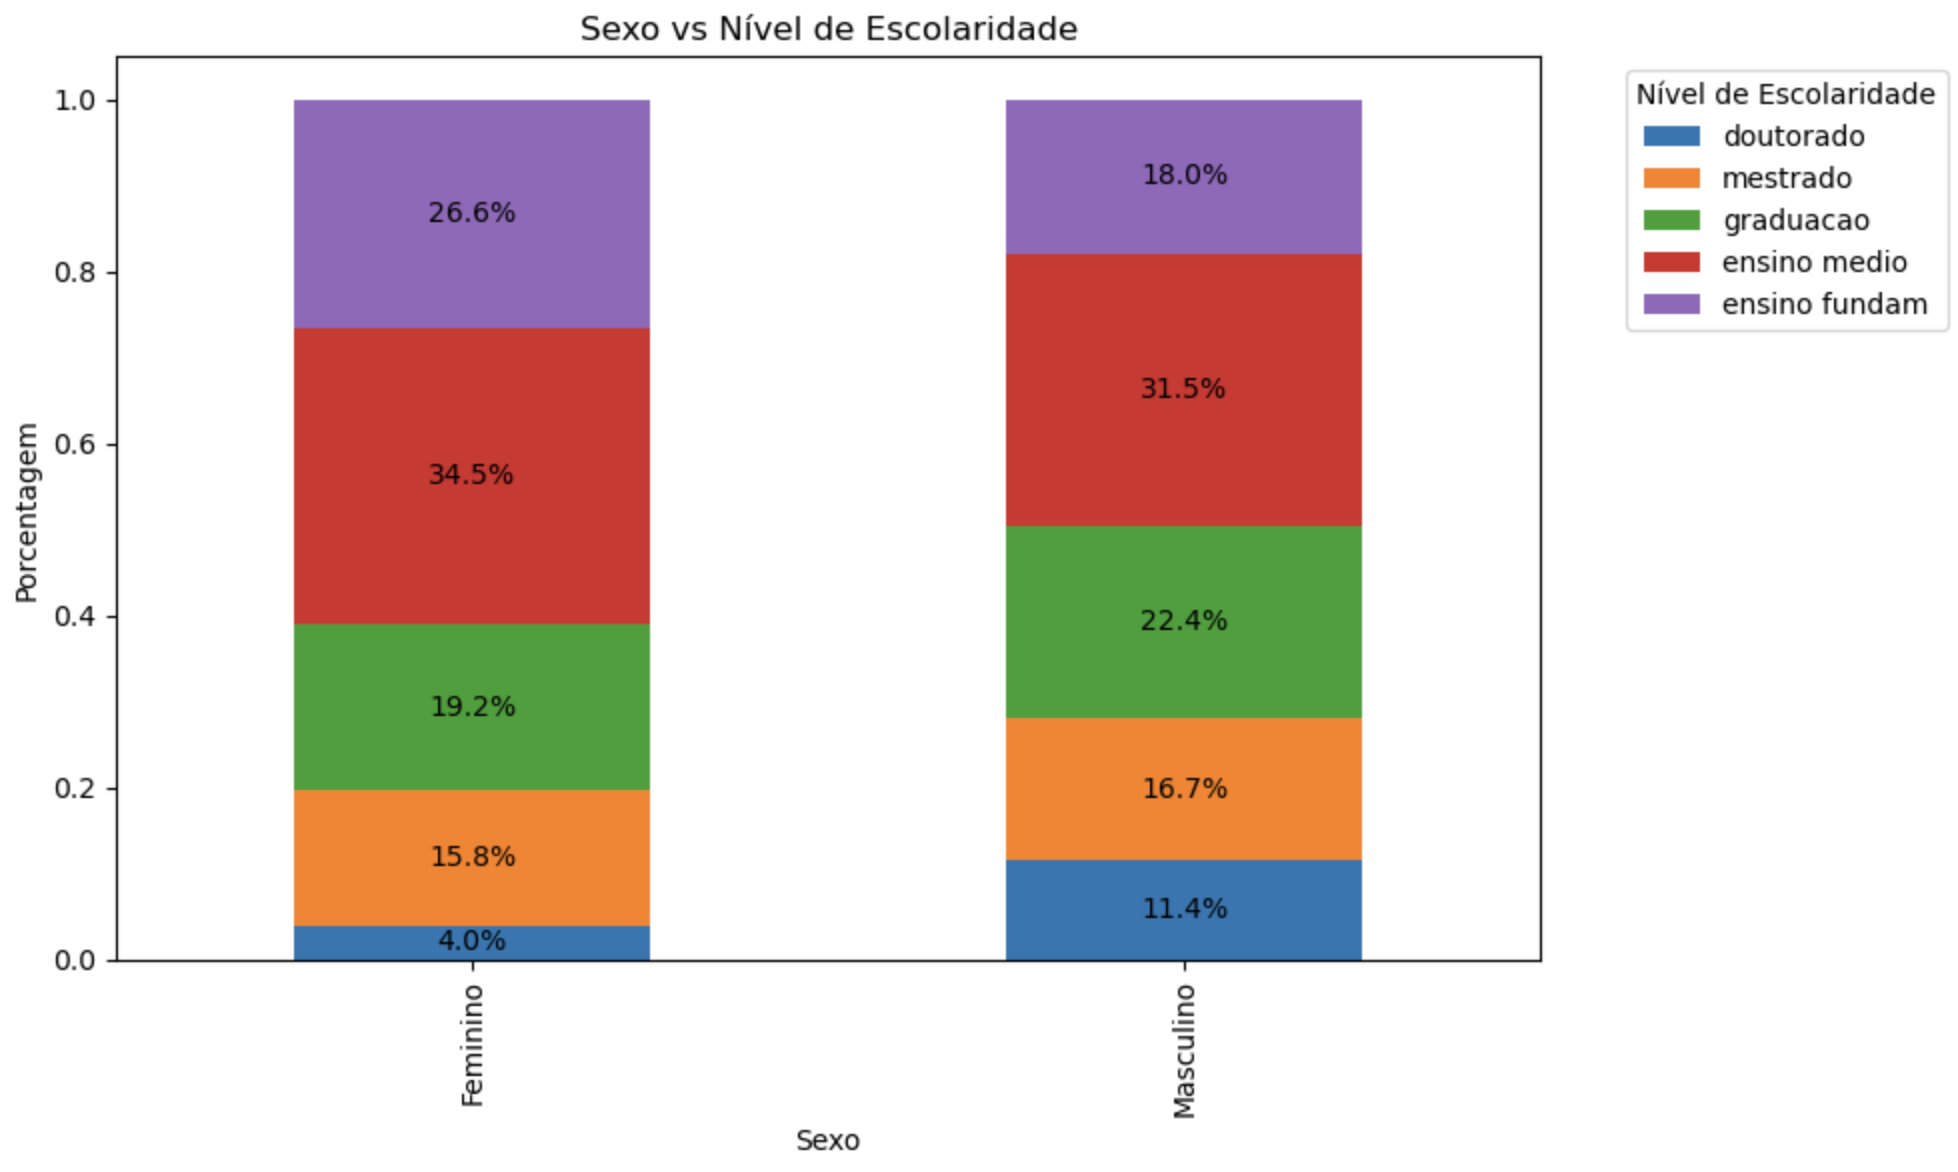 Sexo vs Nível de Escolaridade
Porcentagem
1.0
0.8
0.6
0.4
0.2
0.0
26.6%
34.5%
19.2%
15.8%
4.0%
18.0%
31.5%
22.4%
16.7%
11.4%
Feminino
Masculino
Sexo
Nível de Escolaridade
doutorado
mestrado
graduacao
ensino medio
ensino fundam